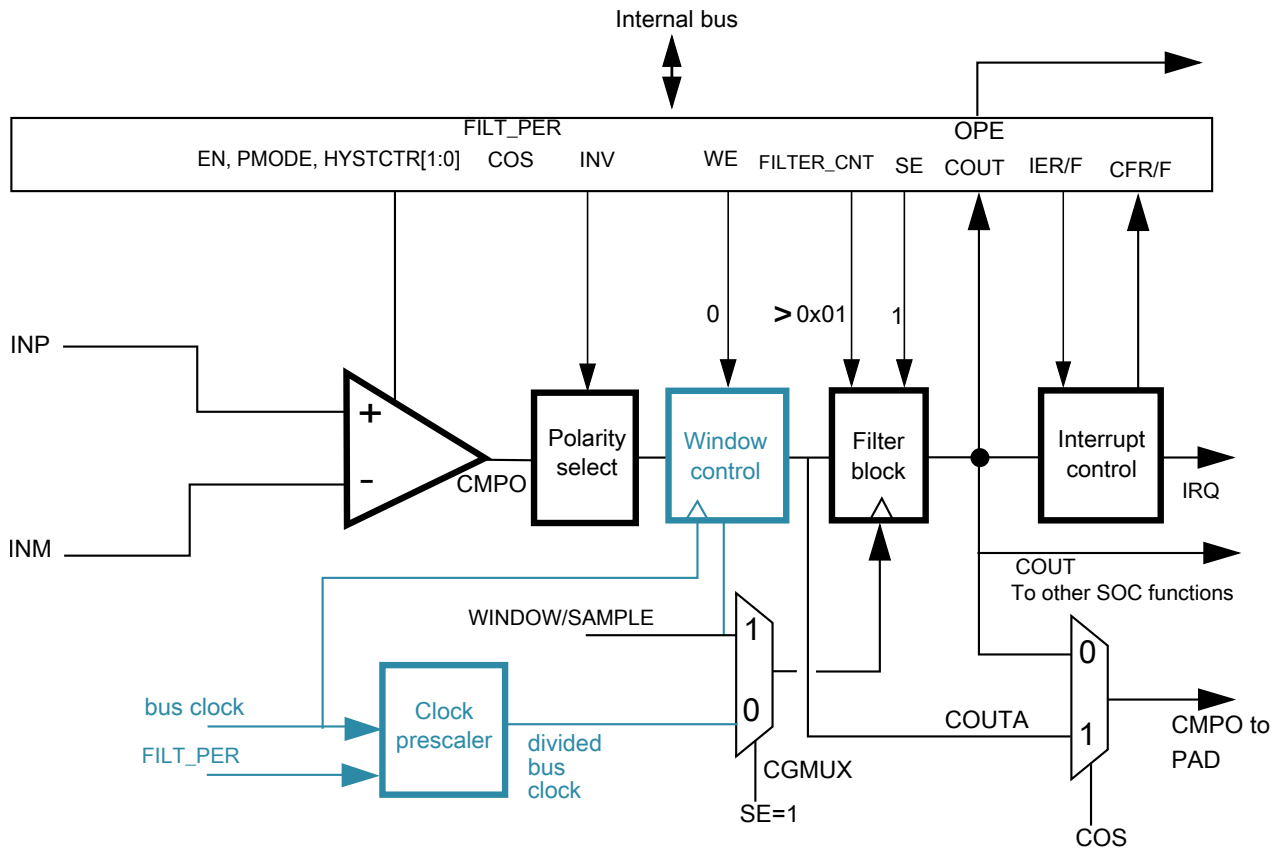 Internal bus
FILT_PER
OPE
EN, PMODE, HYSTCTR[1:0]
COS
INV
WE
FILTER_CNT
SE
COUT
IER/F
CFR/F
0
> 0x01
1
INP
+
-
INM
CMPO
Polarity
select
Window
control
Filter
block
Interrupt
control
IRQ
COUT
To other SOC functions
WINDOW/SAMPLE
1
0
CGMUX
SE=1
bus clock
FILT_PER
Clock
prescaler
divided
bus
clock
COUTA
0
1
CMPO to
PAD
COS